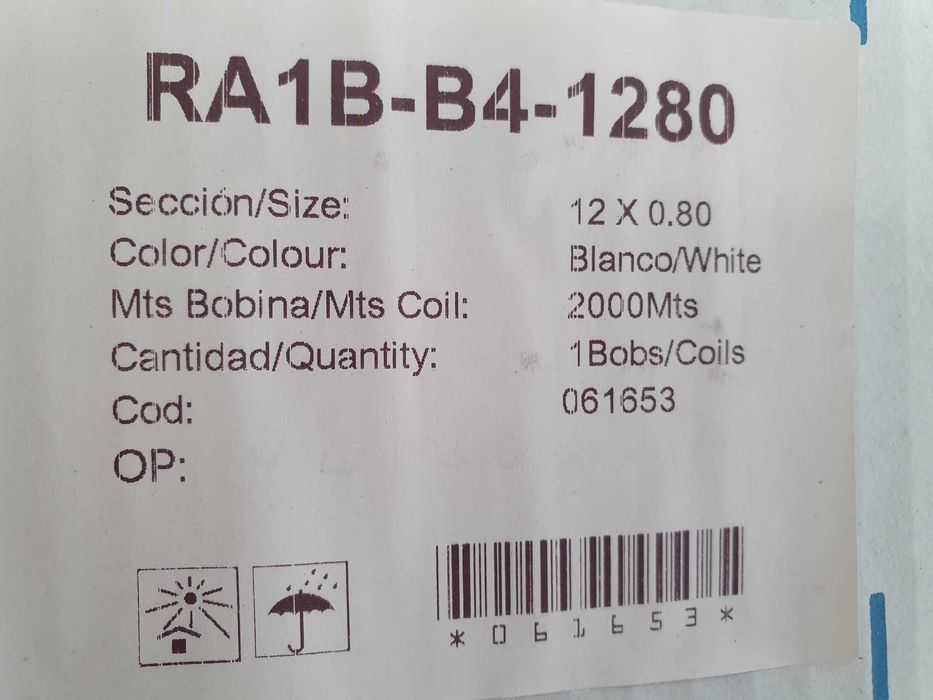 RA1B-B4-1280
Sección/Size: 12 X 0.80
Color/Colour: Blanco/White
Mts Bobina/Mts Coil: 2000Mts
Cantidad/Quantity: 1Bobs/Coils
Cod: 061653
OP:
*061653*